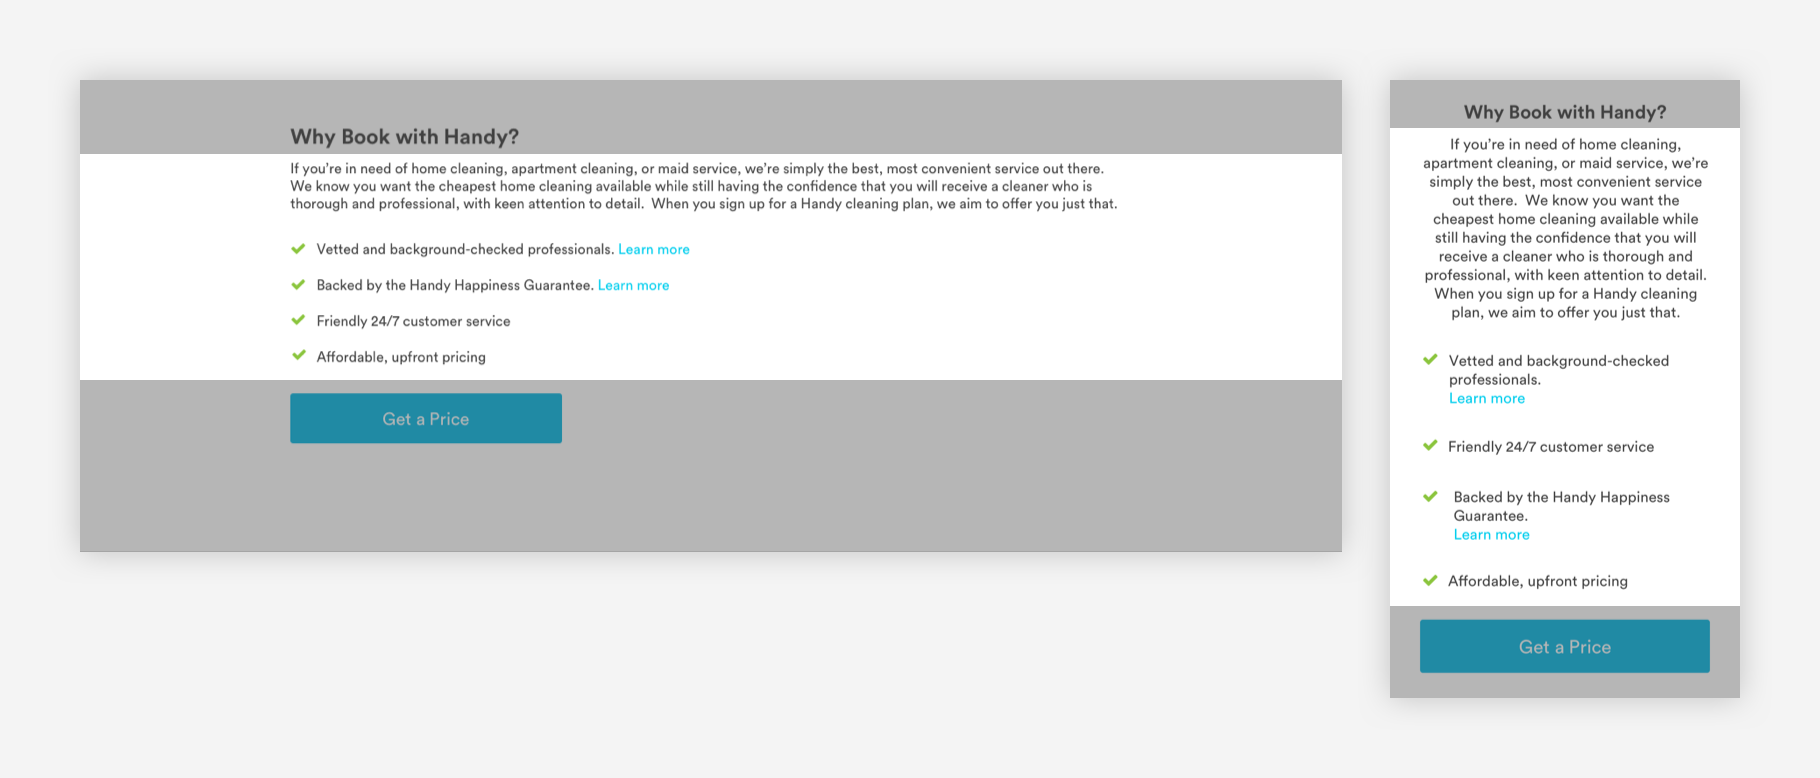 Why Book with Handy?
If you’re in need of home cleaning, apartment cleaning, or maid service, we’re simply the best, most convenient service out there.
We know you want the cheapest home cleaning available while still having the confidence that you will receive a cleaner who is
thorough and professional, with keen attention to detail.  When you sign up for a Handy cleaning plan, we aim to offer you just that.
Vetted and background-checked professionals. Learn more
Backed by the Handy Happiness Guarantee. Learn more
Friendly 24/7 customer service
Affordable, upfront pricing
Get a Price
Why Book with Handy?
If you’re in need of home cleaning,
apartment cleaning, or maid service, we’re
simply the best, most convenient service
out there.  We know you want the
cheapest home cleaning available while
still having the confidence that you will
receive a cleaner who is thorough and
professional, with keen attention to detail.
When you sign up for a Handy cleaning
plan, we aim to offer you just that.
Vetted and background-checked
professionals.
Learn more
Friendly 24/7 customer service
Backed by the Handy Happiness
Guarantee.
Learn more
Affordable, upfront pricing
Get a Price